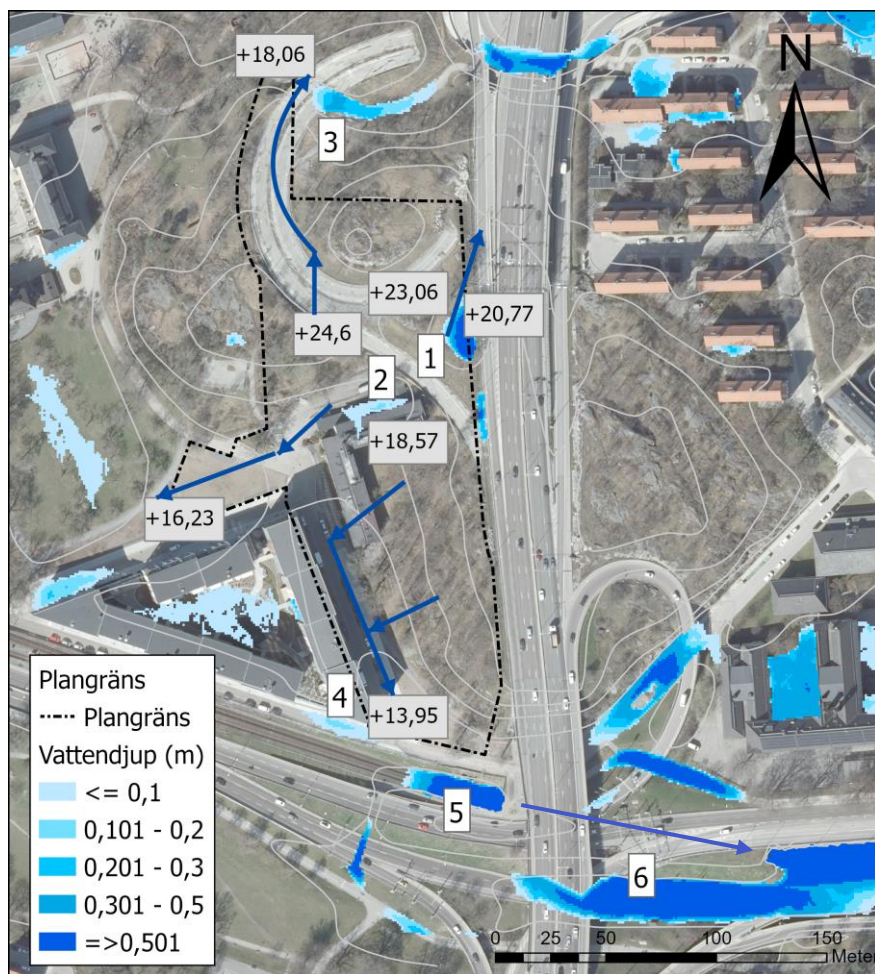 +18,06
N
3
+23,06
+20,77
+24,6
1
2
+18,57
+16,23
4
+13,95
5
6
Plangräns
Plangräns
Vattendjup (m)
<= 0,1
0,101 - 0,2
0,201 - 0,3
0,301 - 0,5
=>0,501
0 25 50 100 150
Meter